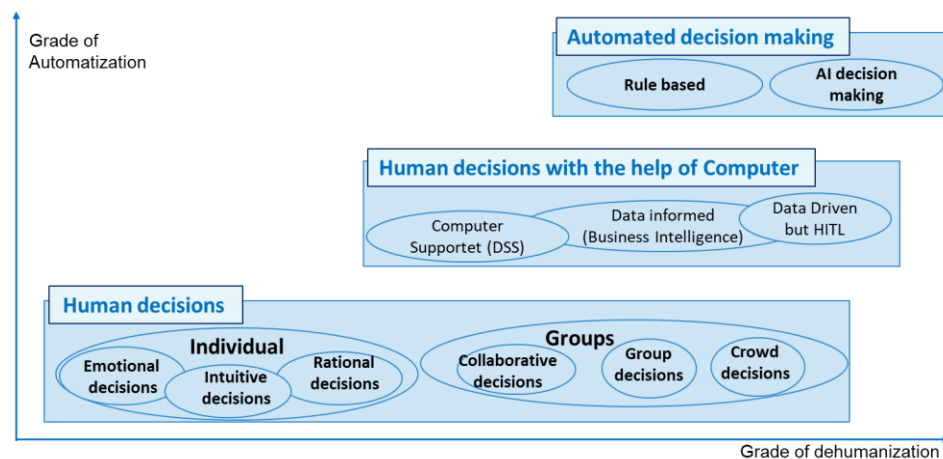 Grade of
Automatization
Automated decision making
Rule based
AI decision
making
Human decisions with the help of Computer
Computer
Supportet (DSS)
Data informed
(Business Intelligence)
Data Driven
but HITL
Human decisions
Individual
Emotional
decisions
Intuitive
decisions
Rational
decisions
Groups
Collaborative
decisions
Group
decisions
Crowd
decisions
Grade of dehumanization